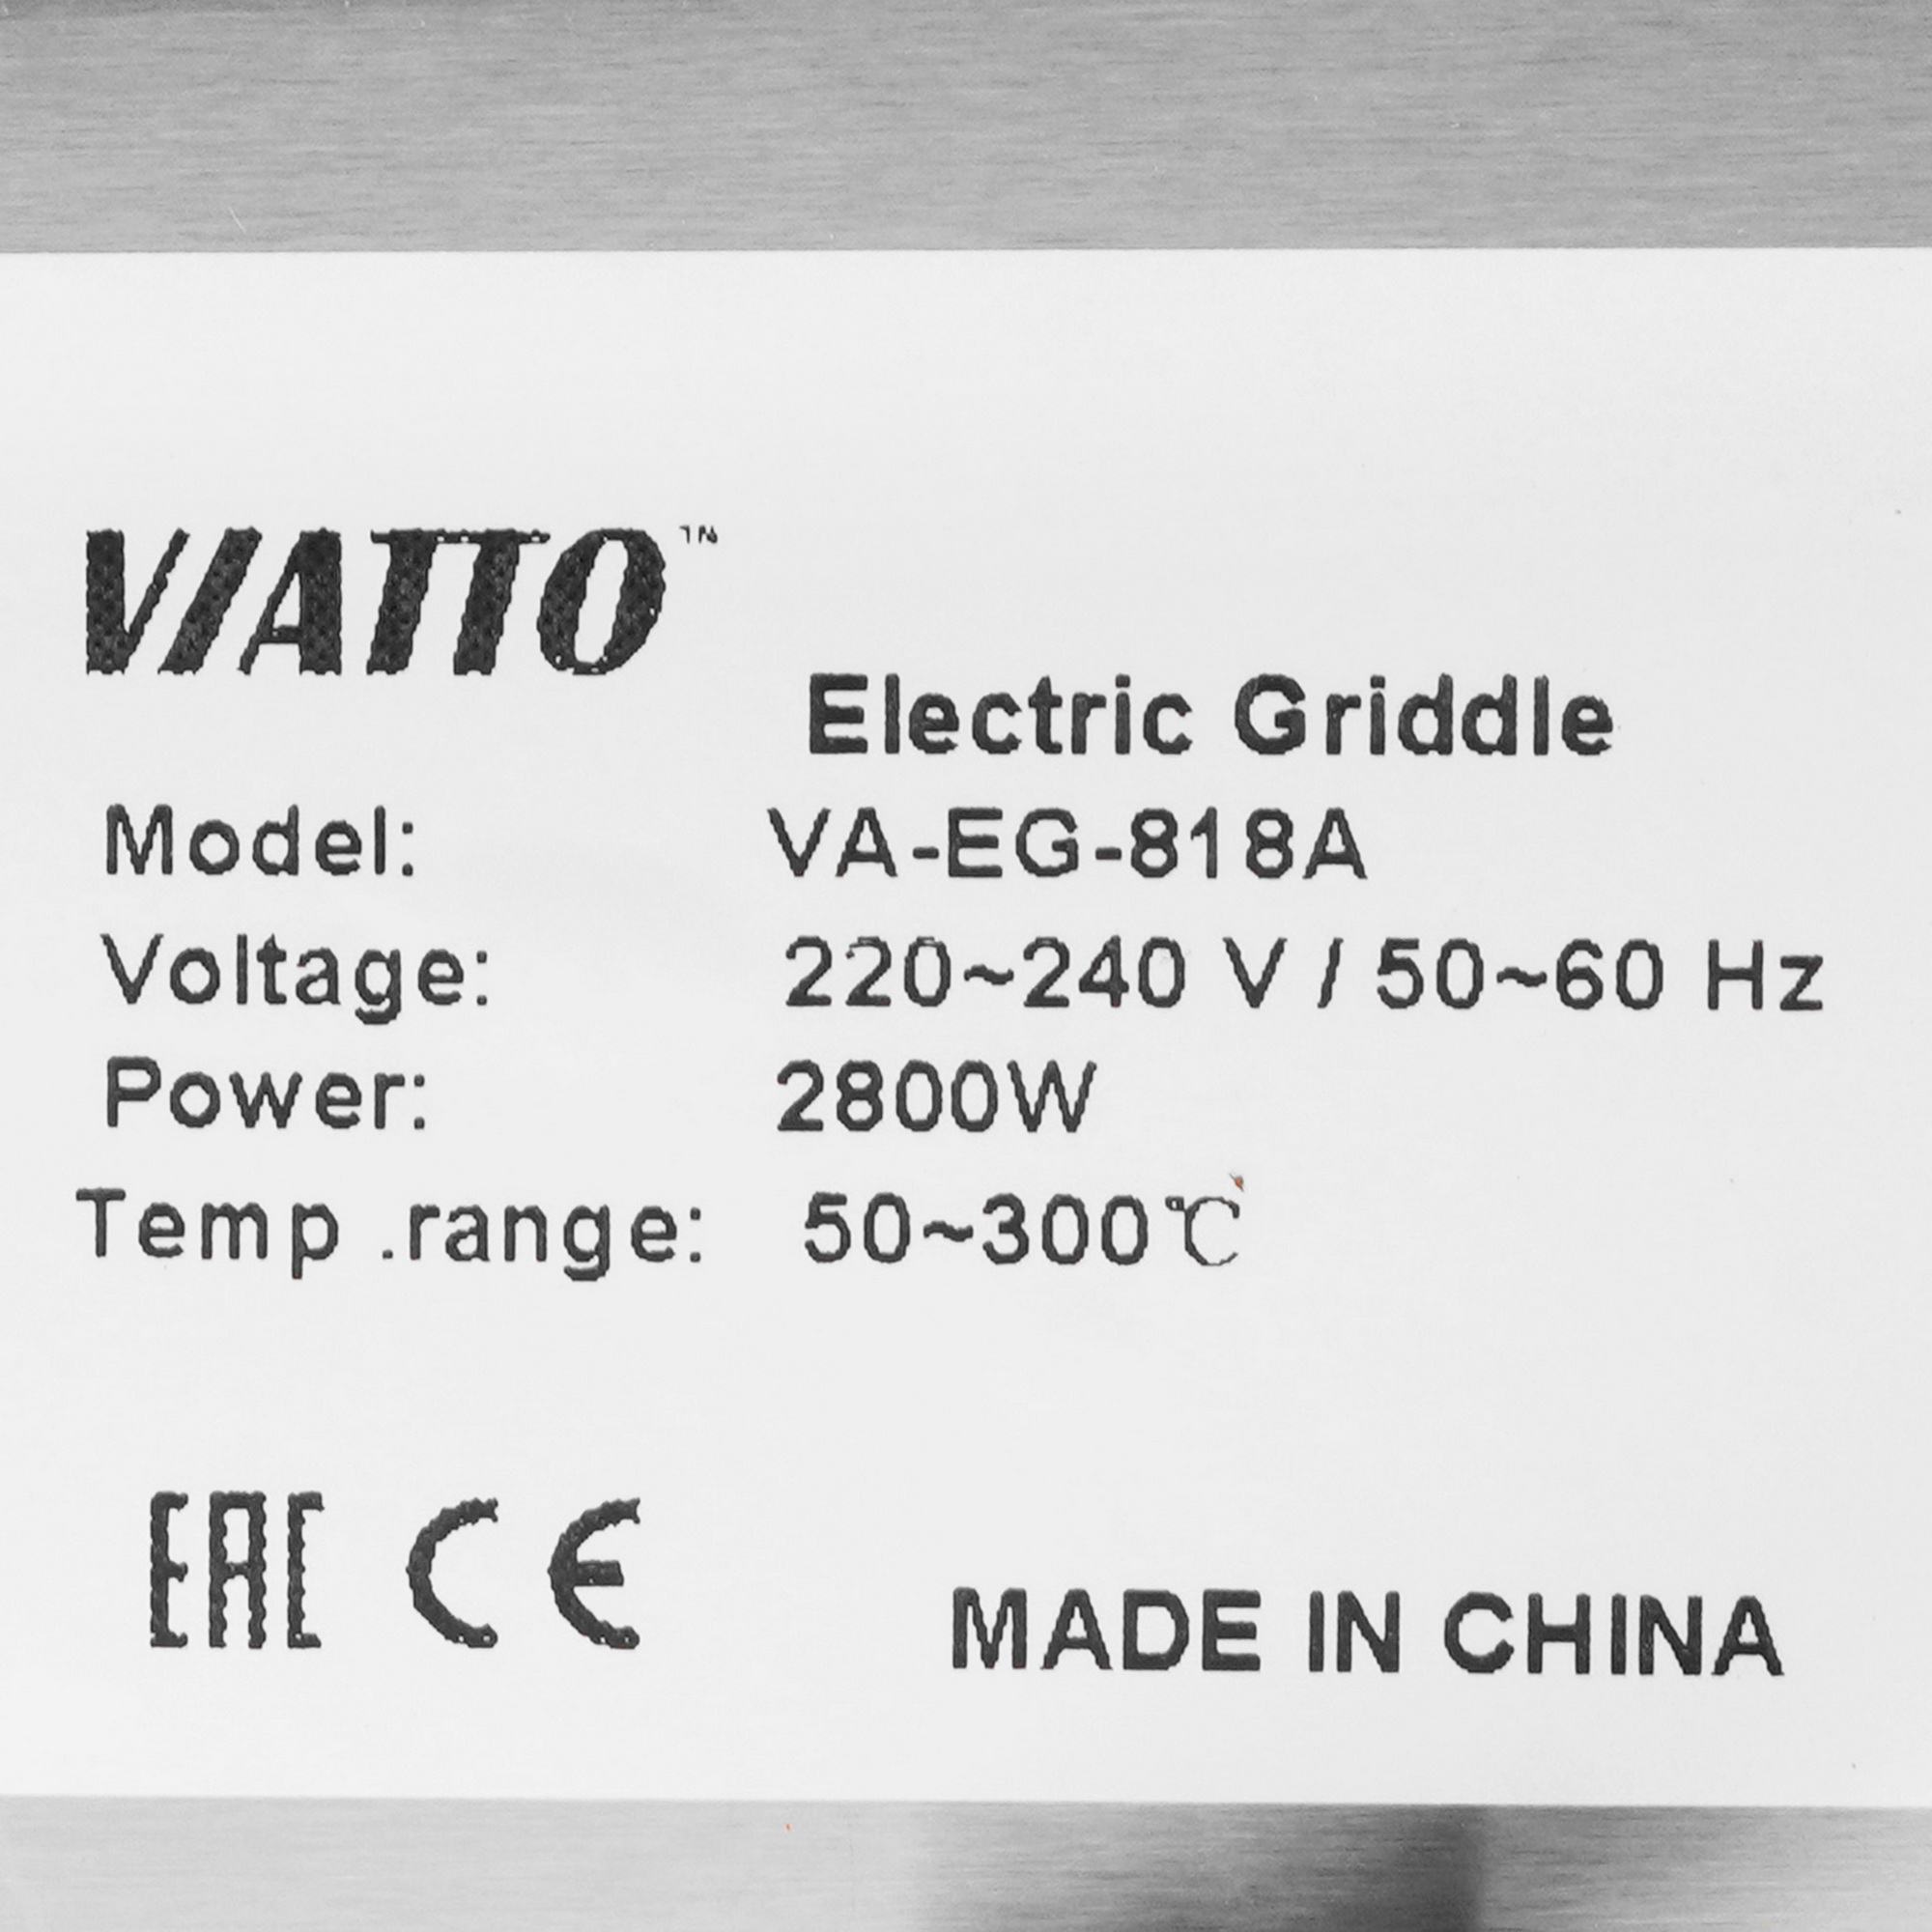 VIATTO™
Electric Griddle
Model: VA-EG-818A
Voltage: 220~240 V / 50~60 Hz
Power: 2800W
Temp .range: 50~300℃
EAC CE
MADE IN CHINA